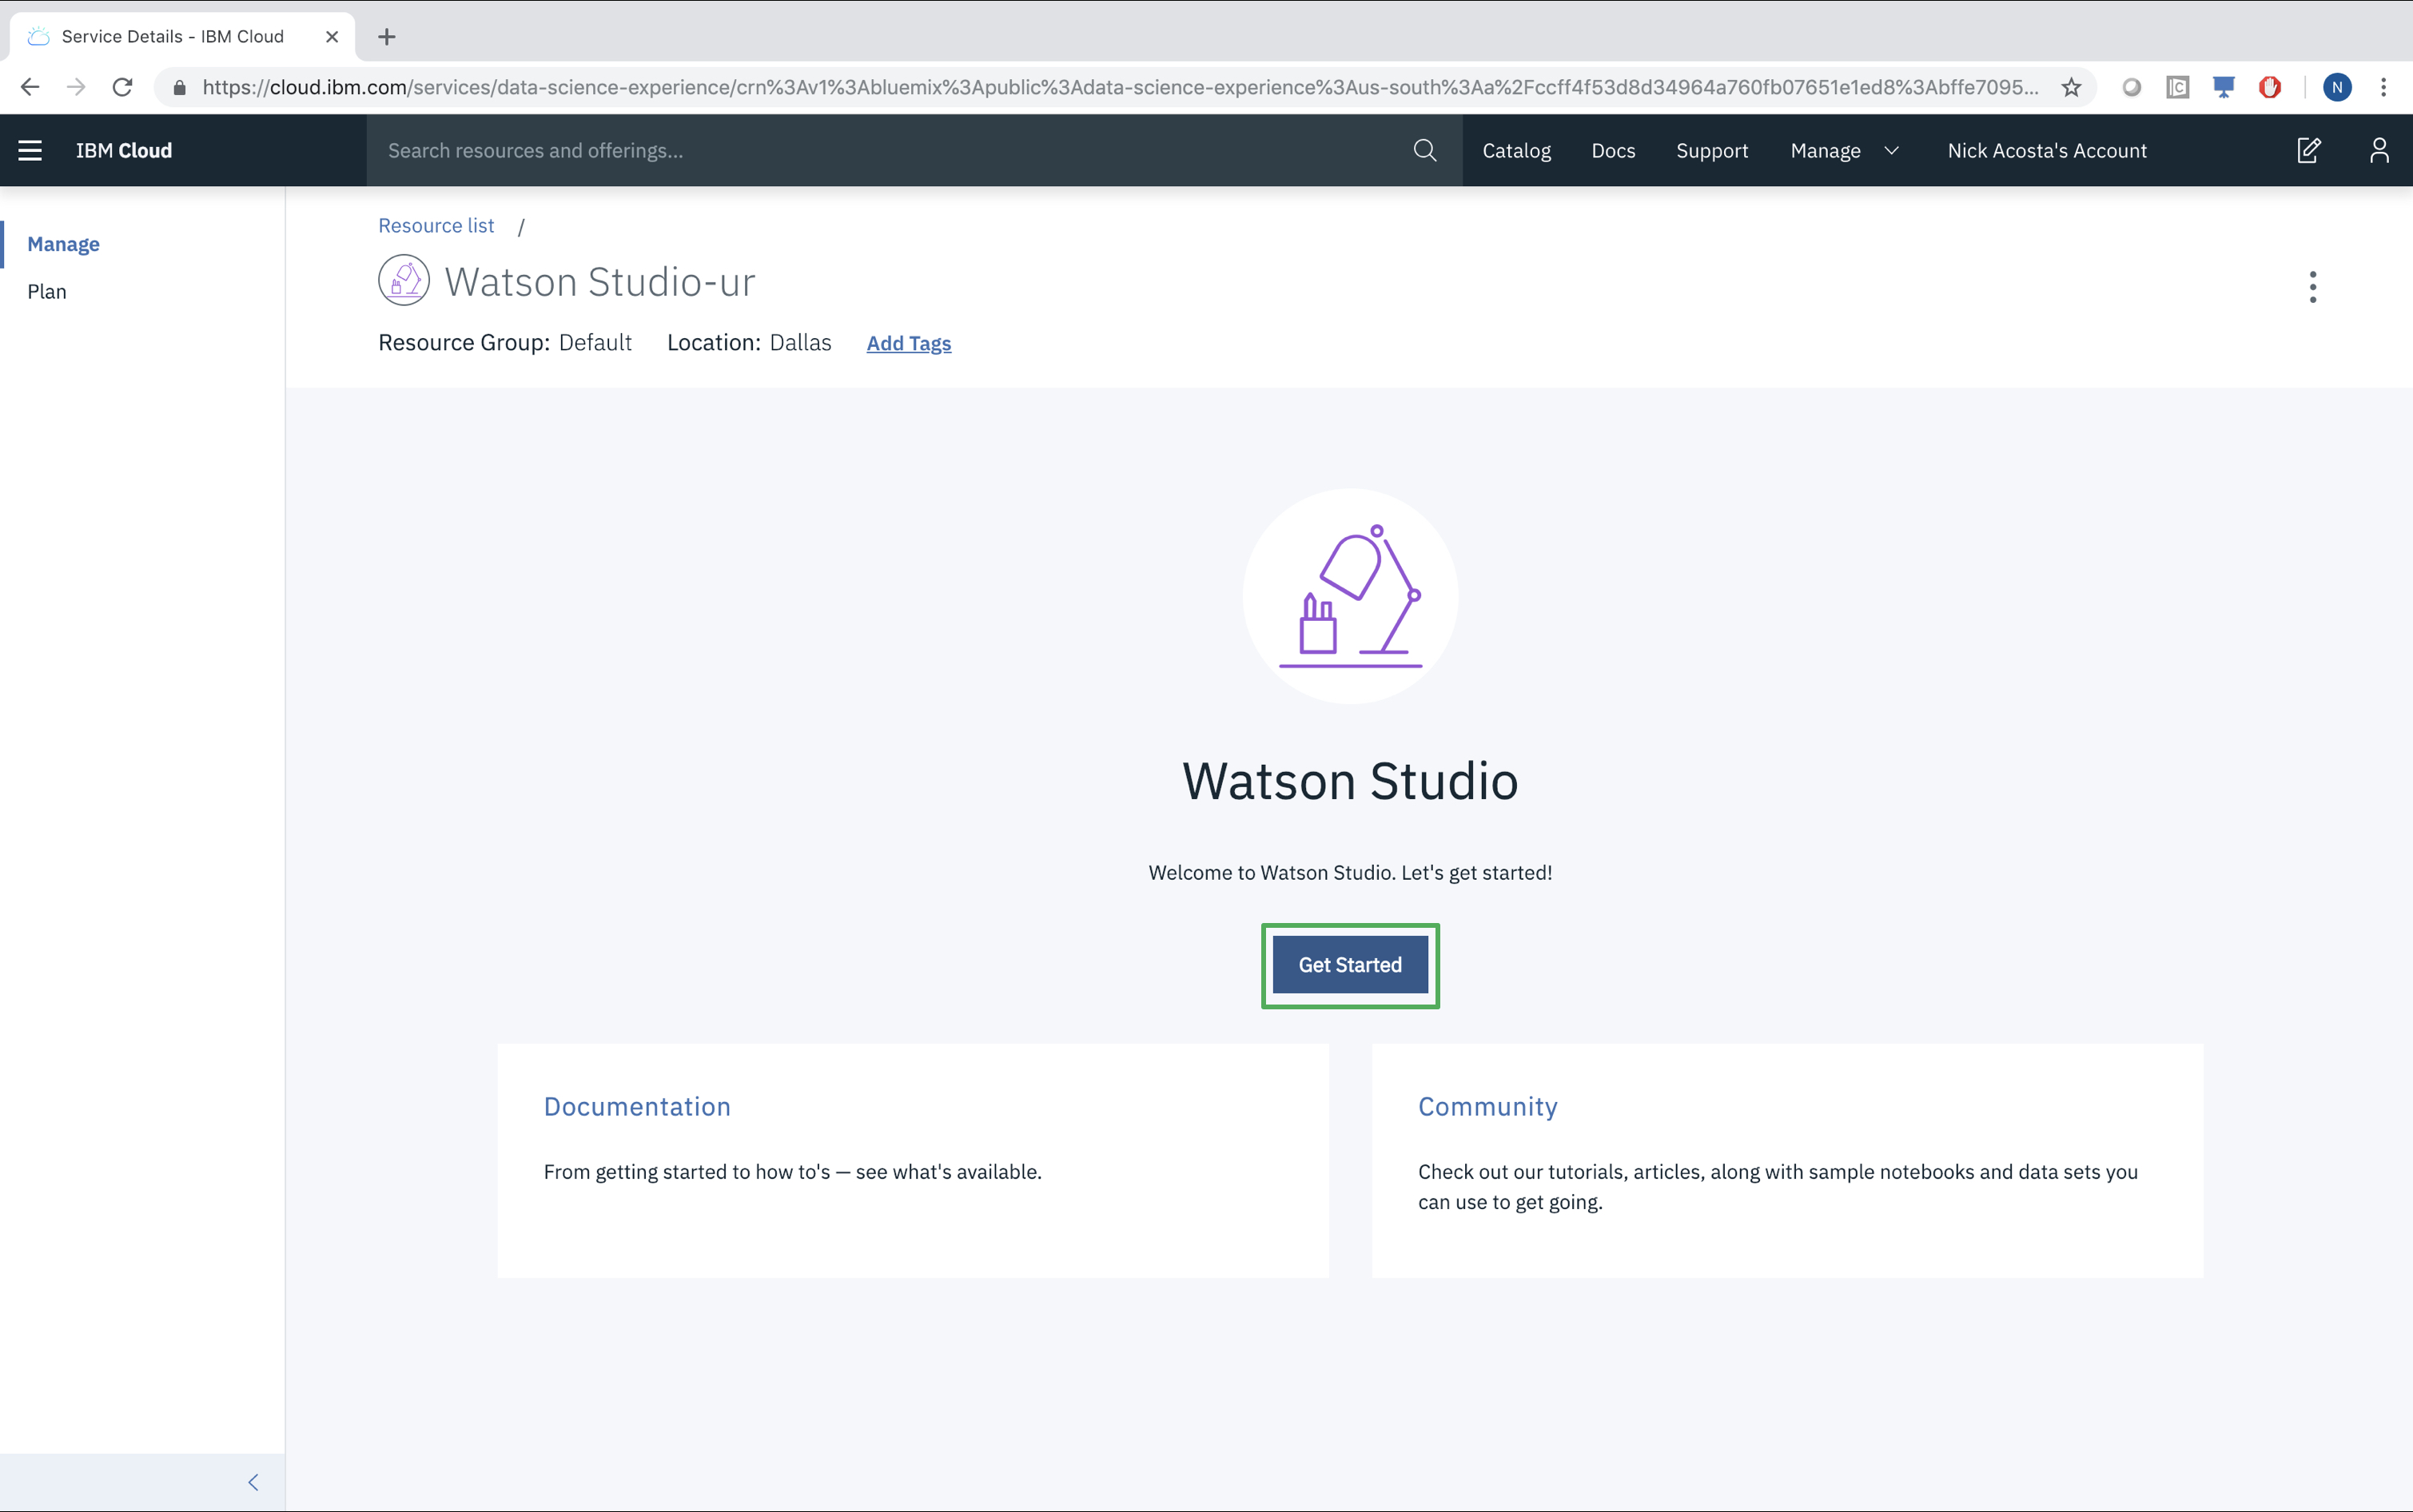 Service Details - IBM Cloud
https://cloud.ibm.com/services/data-science-experience/crn%3Av1%3Abluemix%3Apublic%3Adata-science-experience%3Aus-south%3Aa%2Fccff4f53d8d34964a760fb07651e1ed8%3Abffe7095...
N
IBM Cloud
Search resources and offerings...
Catalog
Docs
Support
Manage
Nick Acosta's Account
Manage
Plan
Resource list /
Watson Studio-ur
Resource Group: Default Location: Dallas Add Tags
Watson Studio
Welcome to Watson Studio. Let's get started!
Get Started
Documentation
From getting started to how to's — see what's available.
Community
Check out our tutorials, articles, along with sample notebooks and data sets you
can use to get going.